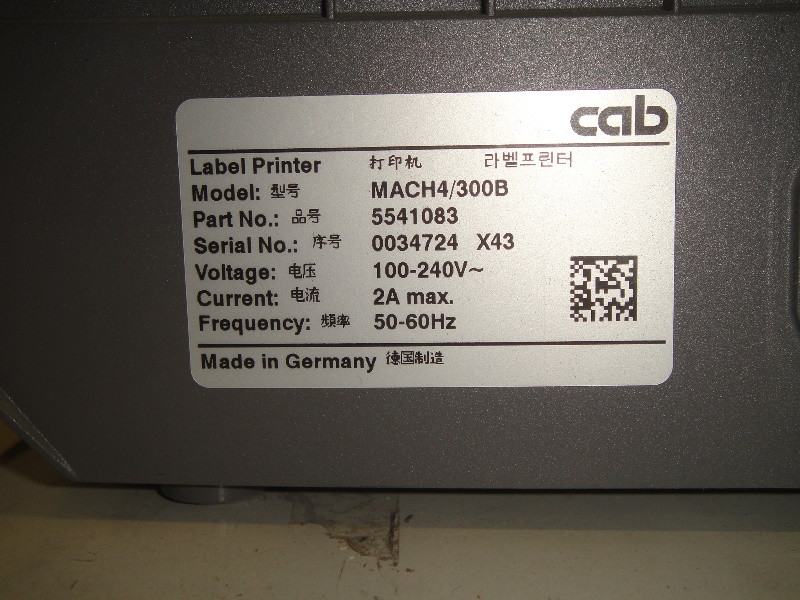 cab
Label Printer 打印机 라벨프린터
Model: 型号 MACH4/300B
Part No.: 品号 5541083
Serial No.: 序号 0034724 X43
Voltage: 电压 100-240V~
Current: 电流 2A max.
Frequency: 频率 50-60Hz
Made in Germany 德国制造